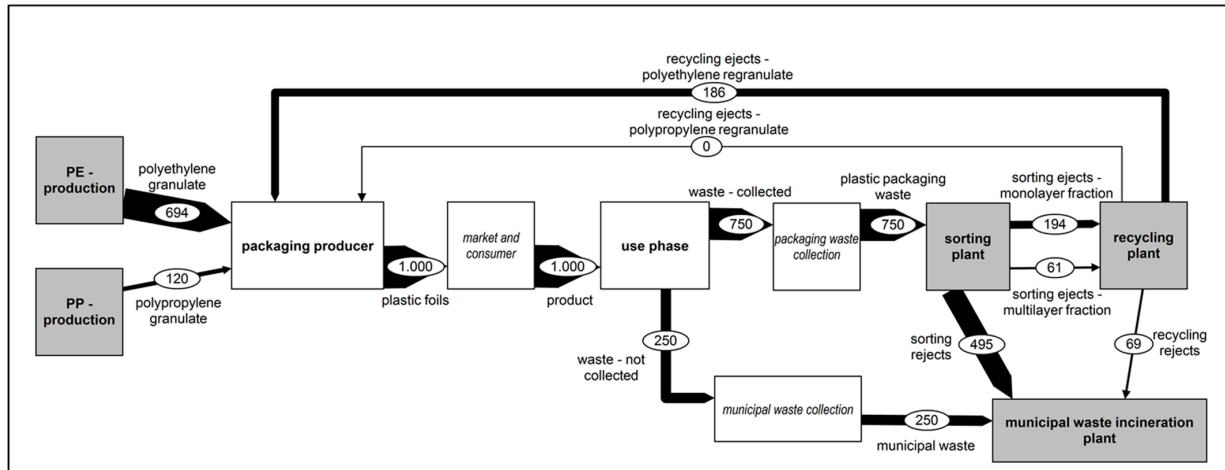 recycling ejects -
polyethylene regranulate
186
recycling ejects -
polypropylene regranulate
0
PE -
production
polyethylene
granulate
694
packaging producer
PP -
production
120
polypropylene
granulate
1.000
plastic foils
market and
consumer
1.000
product
use phase
waste - collected
750
packaging waste
collection
plastic packaging
waste
750
sorting
plant
sorting ejects -
monolayer fraction
194
61
sorting ejects -
multilayer fraction
recycling
plant
250
waste - not
collected
municipal waste collection
250
municipal waste
sorting
rejects
495
69
recycling
rejects
municipal waste incineration
plant